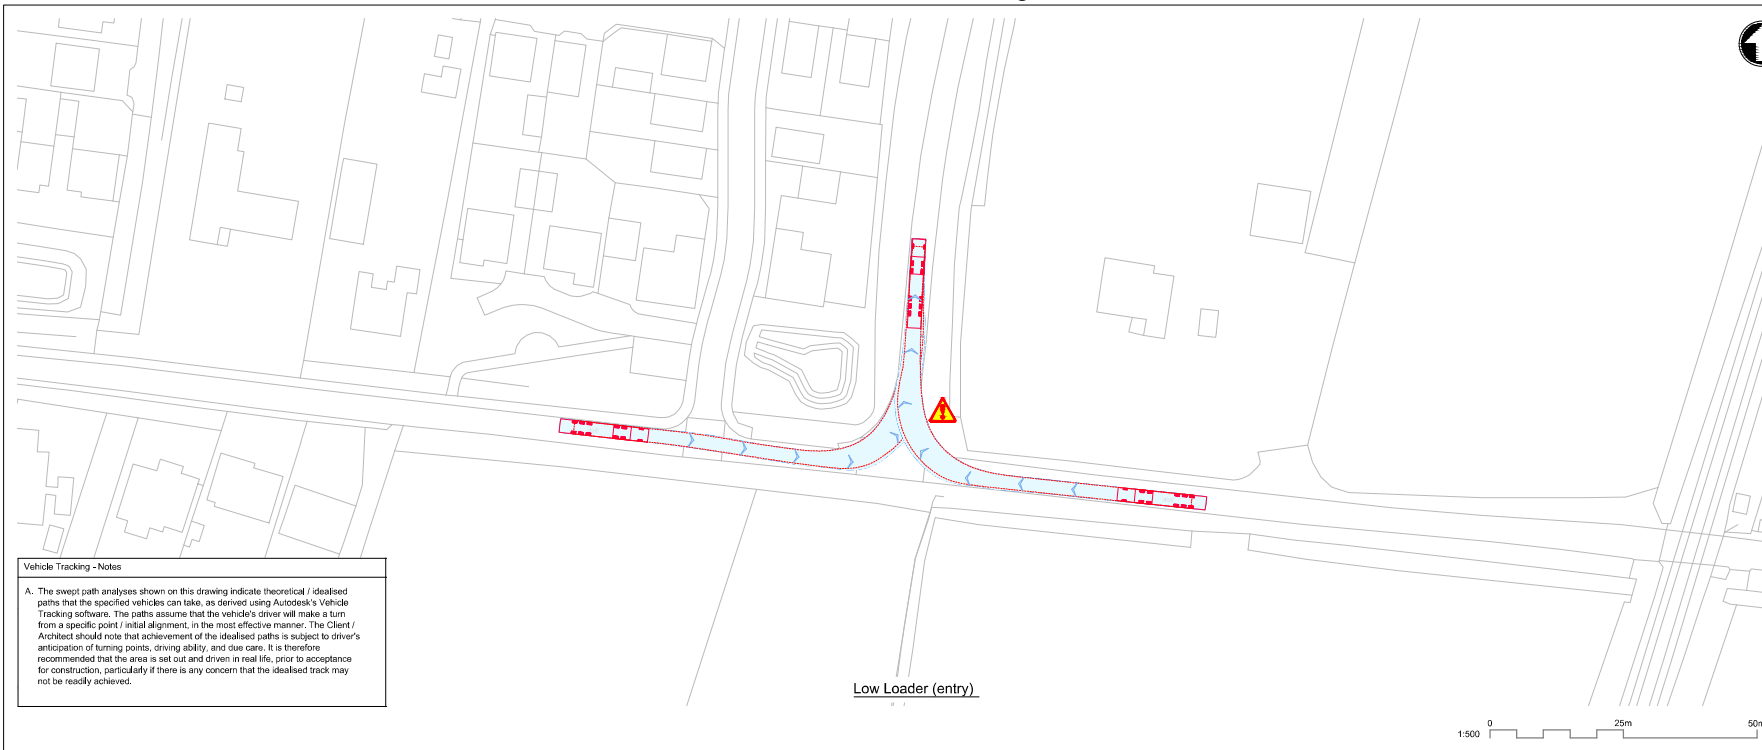 Vehicle Tracking - Notes
A. The swept path analyses shown on this drawing indicate theoretical / idealised
paths that the specified vehicles can take, as derived using Autodesk's Vehicle
Tracking software. The paths assume that the vehicle's driver will make a turn
from a specific point / initial alignment, in the most effective manner. The Client /
Architect should note that achievement of the idealised paths is subject to driver's
anticipation of turning points, driving ability, and due care. It is therefore
recommended that the area is set out and driven in real life, prior to acceptance
for construction, particularly if there is any concern that the idealised track may
not be readily achieved.
Low Loader (entry)
1:500
0 25m 50m